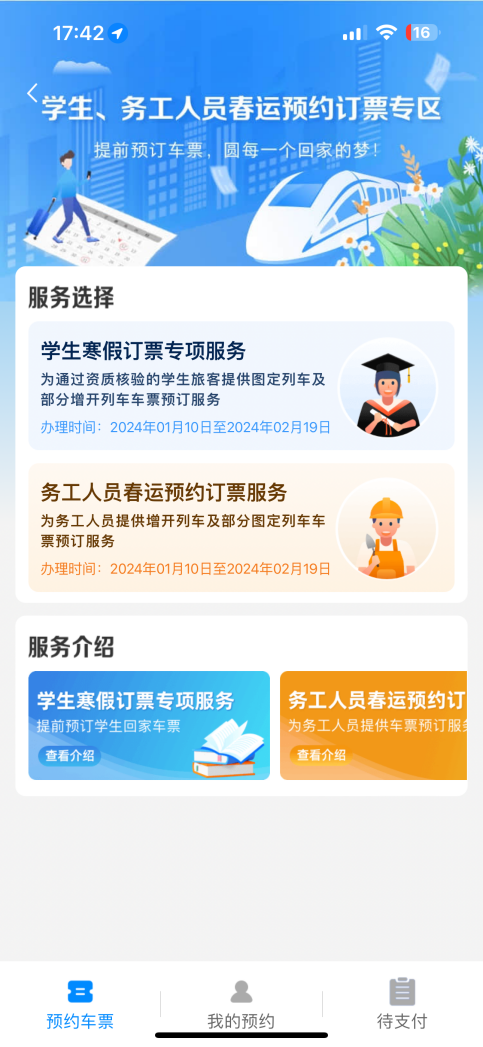 17:42
16
学生、务工人员春运预约订票专区
提前预订车票，圆每一个回家的梦！
服务选择
学生寒假订票专项服务
为通过资质核验的学生旅客提供图定列车及
部分增开列车车票预订服务
办理时间：2024年01月10日至2024年02月19日
务工人员春运预约订票服务
为务工人员提供增开列车及部分图定列车车
票预订服务
办理时间：2024年01月10日至2024年02月19日
服务介绍
学生寒假订票专项服务
提前预订学生回家车票
查看介绍
务工人员春运预约订
为务工人员提供车票预订服务
查看介绍
预约车票
我的预约
待支付